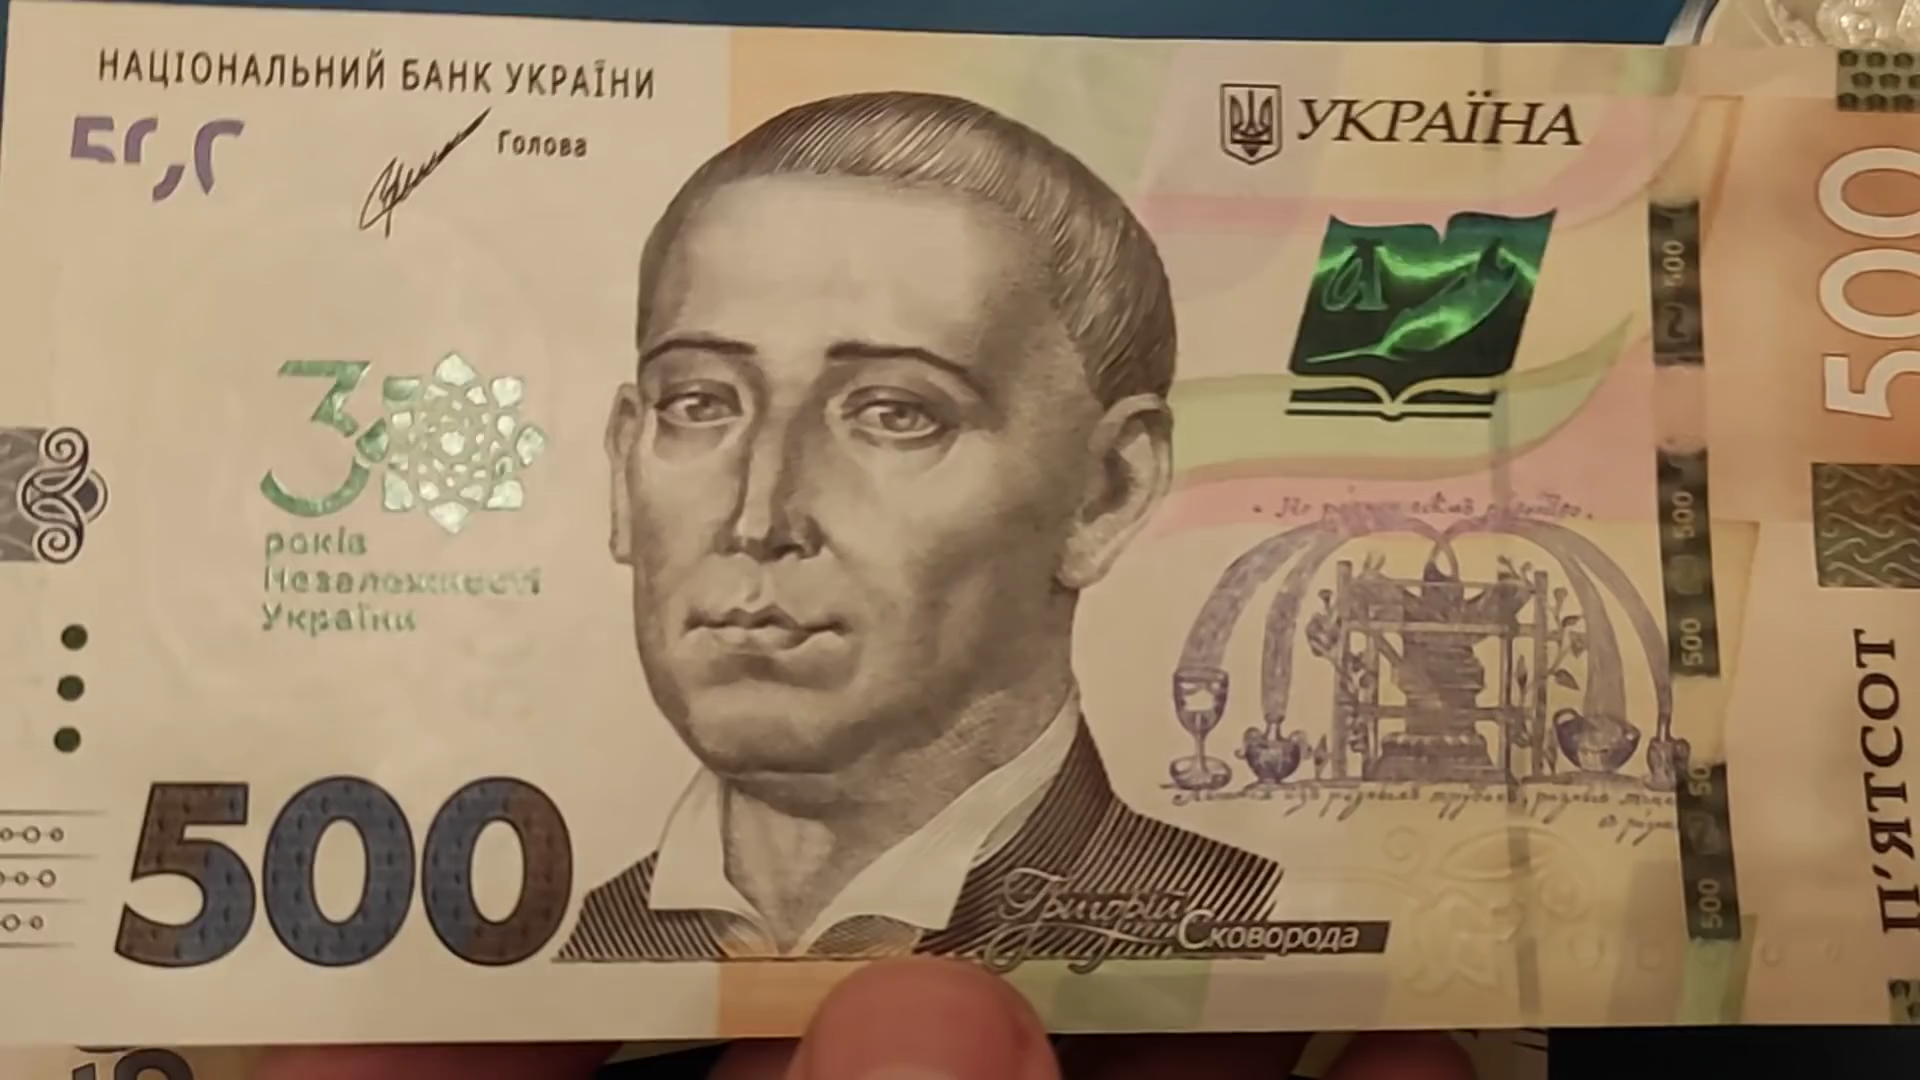 НАЦІОНАЛЬНИЙ БАНК УКРАЇНИ
Голова
УКРАЇНА
30
років
Незалежності
України
500
Григорій
Сковорода
500
500
500
500
500
П'ЯТСОТ